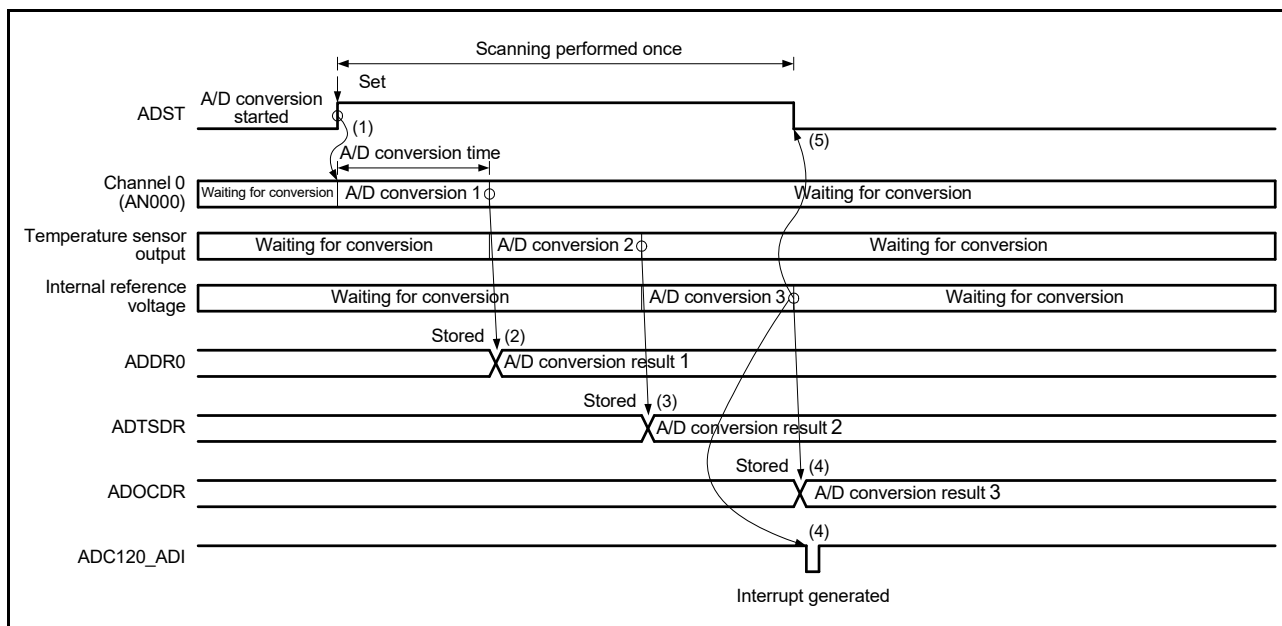 Scanning performed once
Set
ADST
A/D conversion
started
(1)
(5)
A/D conversion time
Channel 0
(AN000)
Waiting for conversion
A/D conversion 1
Waiting for conversion
Temperature sensor
output
Waiting for conversion
A/D conversion 2
Waiting for conversion
Internal reference
voltage
Waiting for conversion
A/D conversion 3
Waiting for conversion
Stored
(2)
ADDR0
A/D conversion result 1
Stored
(3)
ADTSDR
A/D conversion result 2
Stored
(4)
ADOCDR
A/D conversion result 3
(4)
ADC120_ADI
Interrupt generated